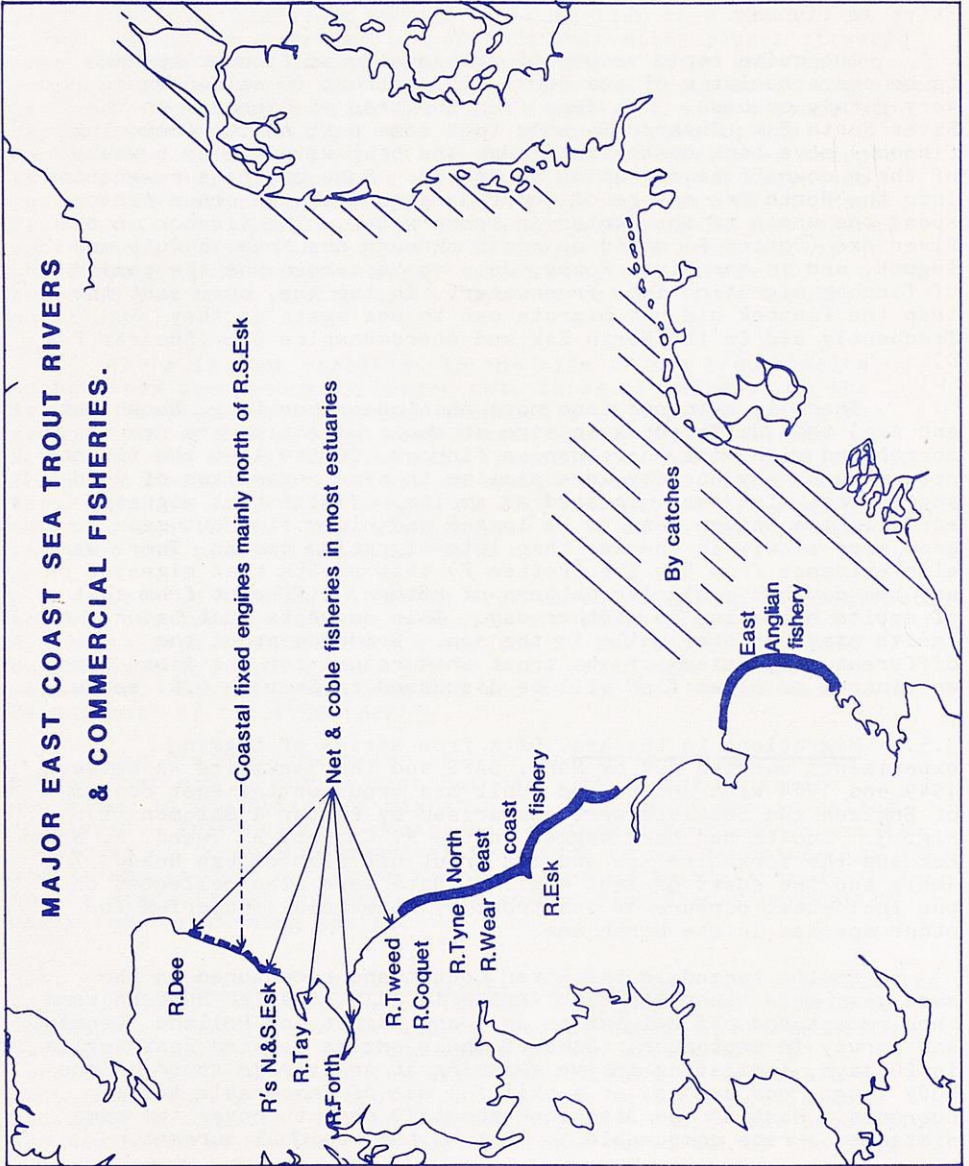 MAJOR EAST COAST SEA TROUT RIVERS
& COMMERCIAL FISHERIES.
Coastal fixed engines mainly north of R.S.Esk
Net & coble fisheries in most estuaries
R.Dee
R's N.&S.Esk
R.Tay
R.Forth
R.Tweed
R.Coquet
R.Tyne
R.Wear
North
east
coast
fishery
R.Esk
By catches
East
Anglian
fishery